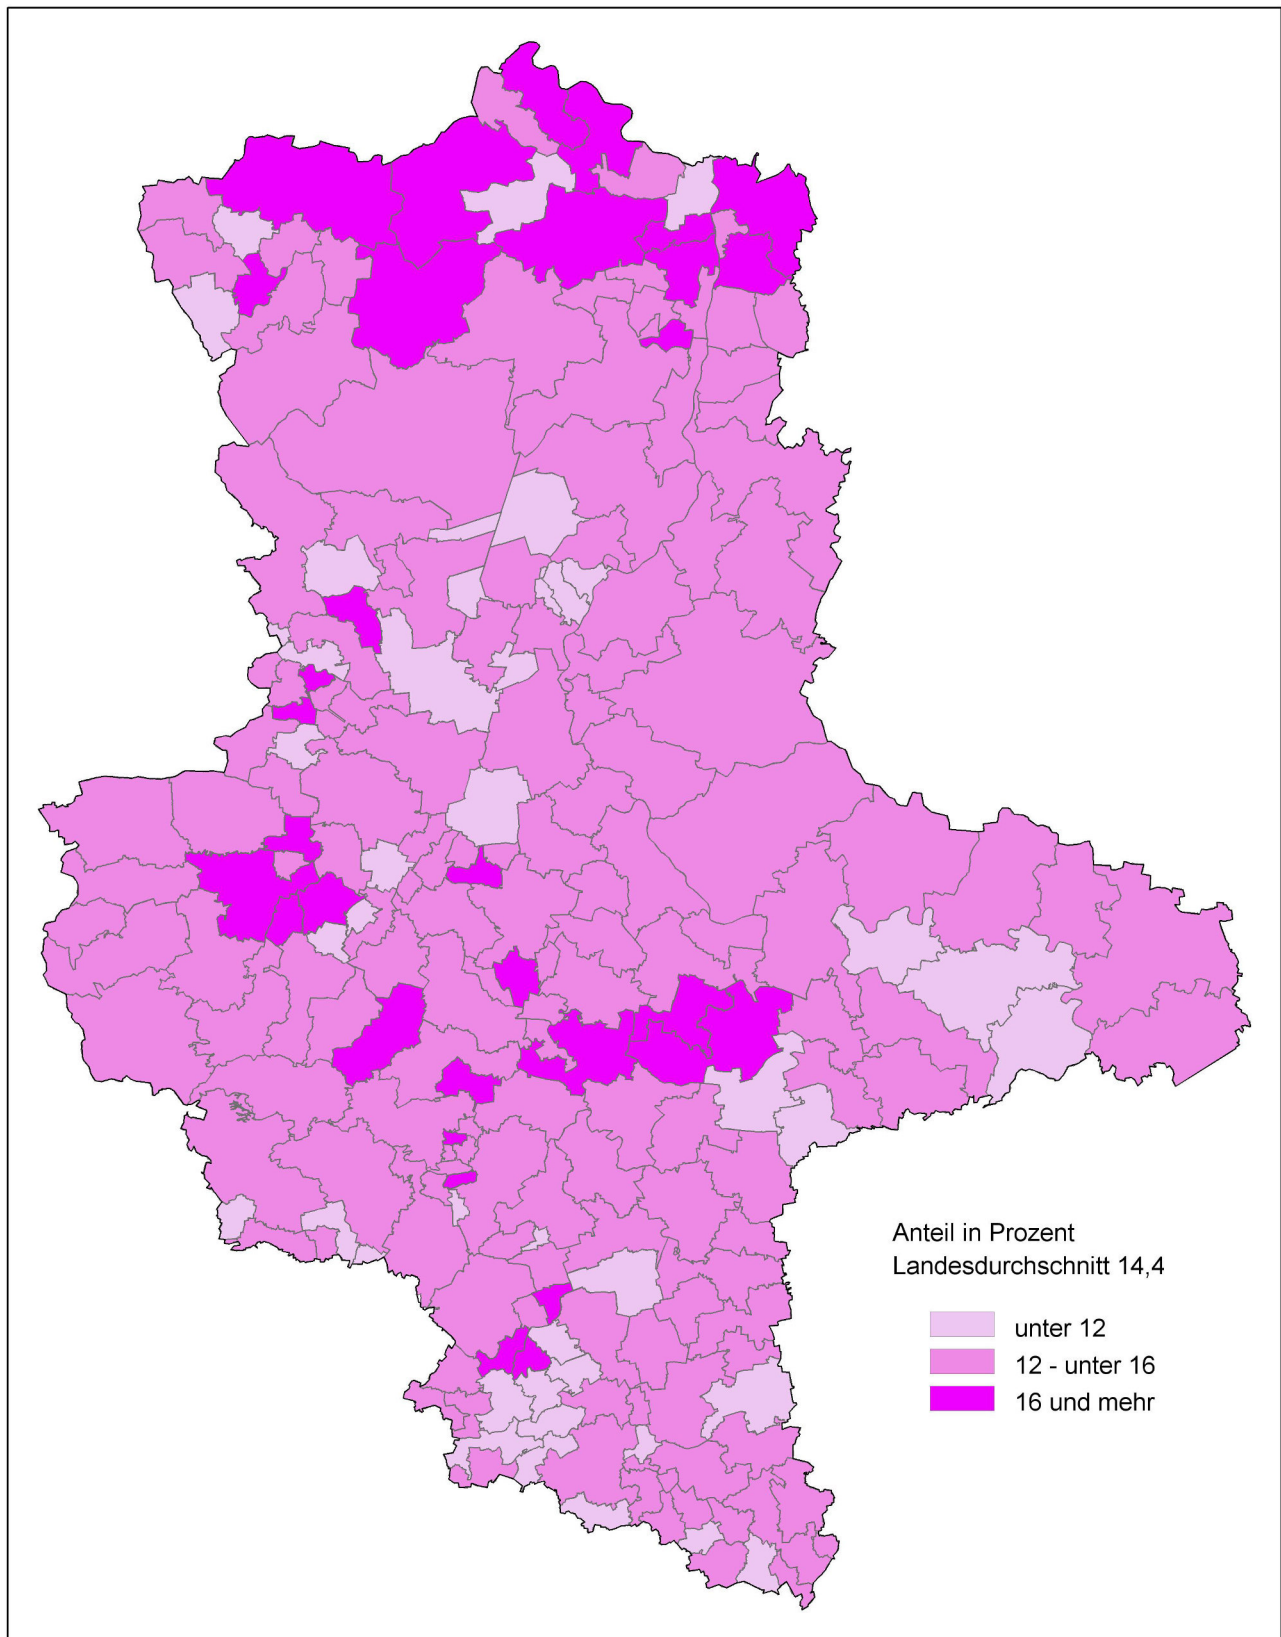 Anteil in Prozent
Landesdurchschnitt 14,4
unter 12
12 - unter 16
16 und mehr